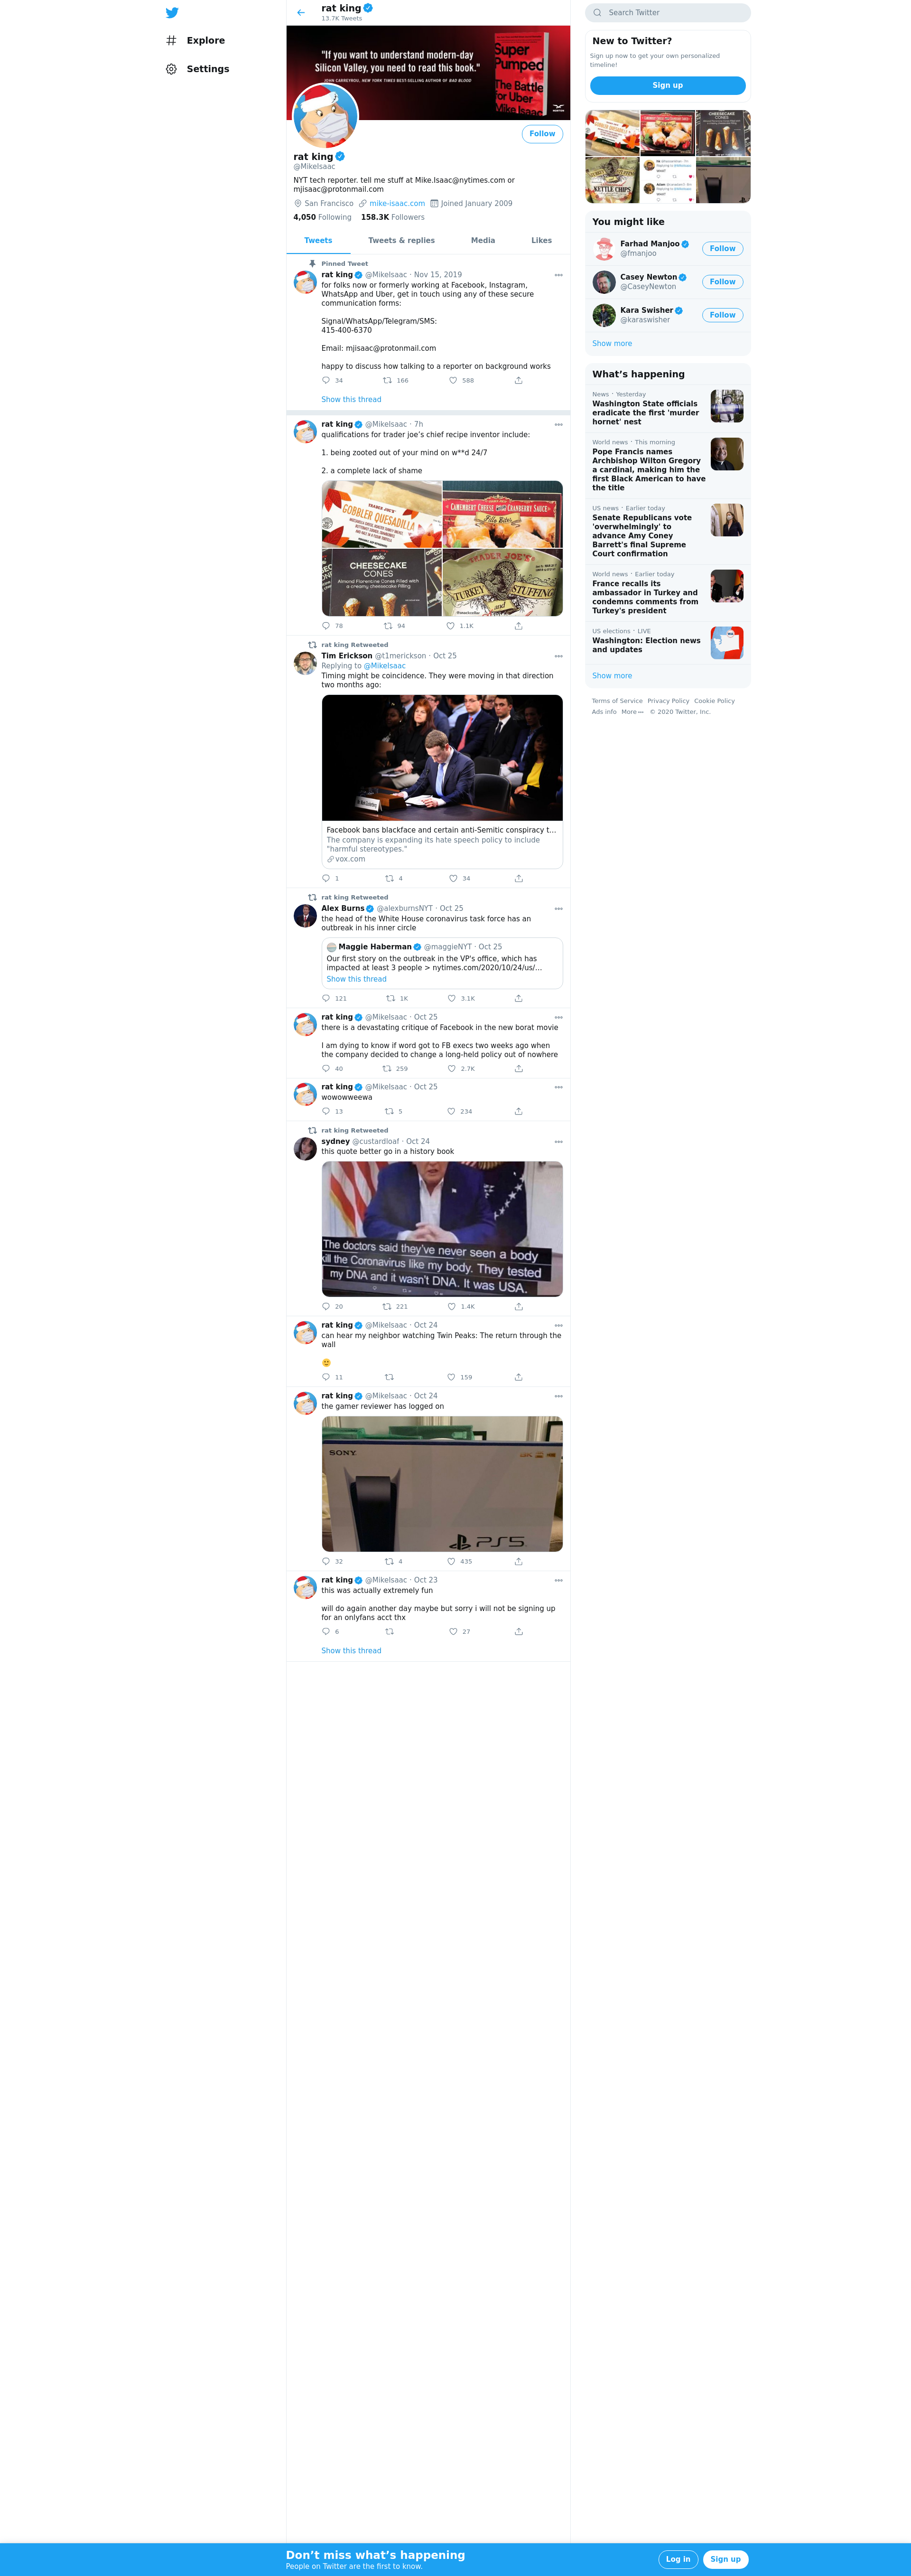 Explore
Settings
rat king
13.7K Tweets
"If you want to understand modern-day
Silicon Valley, you need to read this book."
JOHN CARREYROU, NEW YORK TIMES BEST-SELLING AUTHOR OF BAD BLOOD
Super
Pumped
The Battle
for Uber
Mike Isaac
NORTON
Follow
rat king
@MikeIsaac
NYT tech reporter. tell me stuff at Mike.Isaac@nytimes.com or
mjisaac@protonmail.com
San Francisco mike-isaac.com Joined January 2009
4,050 Following 158.3K Followers
Tweets Tweets & replies Media Likes
Pinned Tweet
rat king @MikeIsaac · Nov 15, 2019
for folks now or formerly working at Facebook, Instagram,
WhatsApp and Uber, get in touch using any of these secure
communication forms:
Signal/WhatsApp/Telegram/SMS:
415-400-6370
Email: mjisaac@protonmail.com
happy to discuss how talking to a reporter on background works
34 166 588
Show this thread
rat king @MikeIsaac · 7h
qualifications for trader joe's chief recipe inventor include:
1. being zooted out of your mind on w**d 24/7
2. a complete lack of shame
TRADER JOE'S
GOBBLER QUESADILLA
CAMEMBERT CHEESE CRANBERRY SAUCE
Fillo Bites
mini
CHEESECAKE
CONES
Almond Florentine Cones Filled with
a creamy cheesecake Filling
TRADER JOE'S
TURKEY and STUFFING
78 94 1.1K
rat king Retweeted
Tim Erickson @t1merickson · Oct 25
Replying to @MikeIsaac
Timing might be coincidence. They were moving in that direction
two months ago:
Facebook bans blackface and certain anti-Semitic conspiracy t...
The company is expanding its hate speech policy to include
"harmful stereotypes."
vox.com
1 4 34
rat king Retweeted
Alex Burns @alexburnsNYT · Oct 25
the head of the White House coronavirus task force has an
outbreak in his inner circle
Maggie Haberman @maggieNYT · Oct 25
Our first story on the outbreak in the VP's office, which has
impacted at least 3 people > nytimes.com/2020/10/24/us/...
Show this thread
121 1K 3.1K
rat king @MikeIsaac · Oct 25
there is a devastating critique of Facebook in the new borat movie
I am dying to know if word got to FB execs two weeks ago when
the company decided to change a long-held policy out of nowhere
40 259 2.7K
rat king @MikeIsaac · Oct 25
wowowweewa
13 5 234
rat king Retweeted
sydney @custardloaf · Oct 24
this quote better go in a history book
The doctors said they've never seen a body
kill the Coronavirus like my body. They tested
my DNA and it wasn't DNA. It was USA.
20 221 1.4K
rat king @MikeIsaac · Oct 24
can hear my neighbor watching Twin Peaks: The return through the
wall
11 159
rat king @MikeIsaac · Oct 24
the gamer reviewer has logged on
SONY
PS5
32 4 435
rat king @MikeIsaac · Oct 23
this was actually extremely fun
will do again another day maybe but sorry i will not be signing up
for an onlyfans acct thx
6 27
Show this thread
Search Twitter
New to Twitter?
Sign up now to get your own personalized
timeline!
Sign up
KETTLE CHIPS
You might like
Farhad Manjoo
@fmanjoo
Follow
Casey Newton
@CaseyNewton
Follow
Kara Swisher
@karaswisher
Follow
Show more
What's happening
News · Yesterday
Washington State officials
eradicate the first 'murder
hornet' nest
World news · This morning
Pope Francis names
Archbishop Wilton Gregory
a cardinal, making him the
first Black American to have
the title
US news · Earlier today
Senate Republicans vote
'overwhelmingly' to
advance Amy Coney
Barrett's final Supreme
Court confirmation
World news · Earlier today
France recalls its
ambassador in Turkey and
condemns comments from
Turkey's president
US elections · LIVE
Washington: Election news
and updates
Show more
Terms of Service Privacy Policy Cookie Policy
Ads info More © 2020 Twitter, Inc.
Don't miss what's happening
People on Twitter are the first to know.
Log in
Sign up